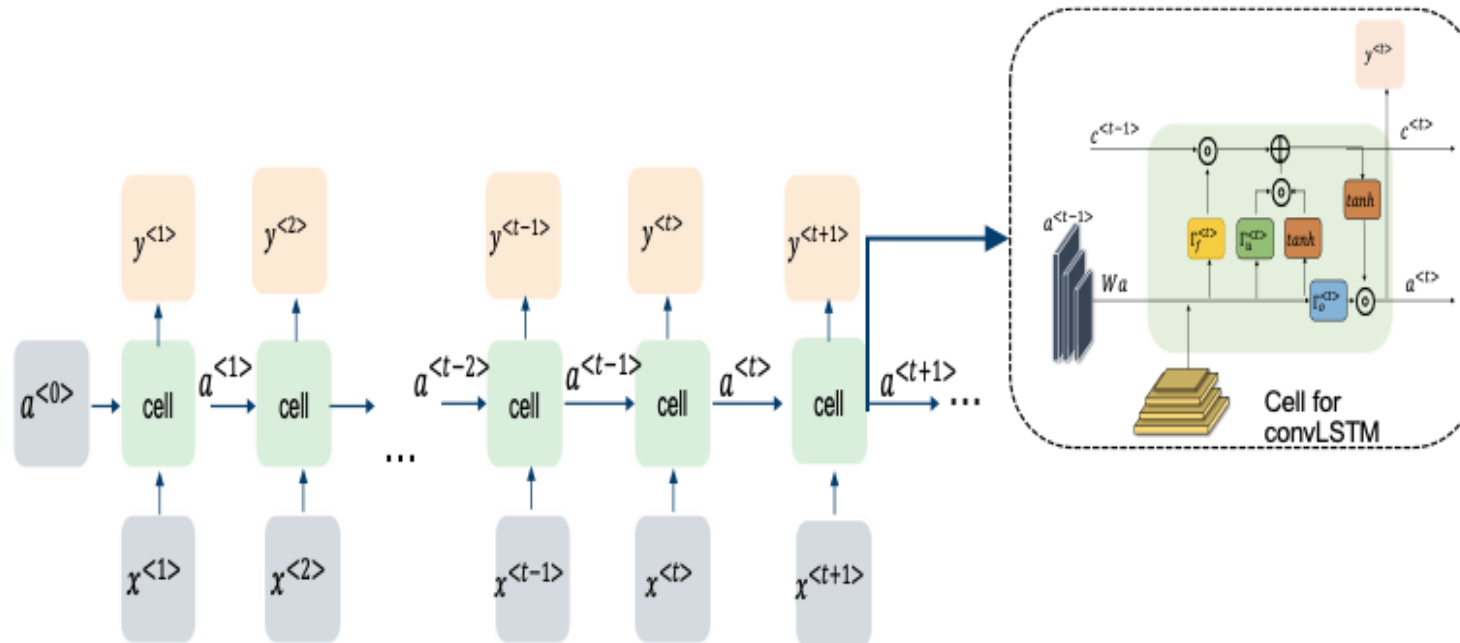 y<t>
c<t-1>
c<t>
y<1>
y<2>
y<t-1>
y<t>
y<t+1>
tanh
a<t-1>
Γf<t>
Γu<t>
tanh
Wa
Γo<t>
a<t>
a<0>
cell
a<1>
cell
a<t-2>
cell
a<t-1>
cell
a<t>
cell
a<t+1>
...
...
Cell for
convLSTM
x<1>
x<2>
x<t-1>
x<t>
x<t+1>